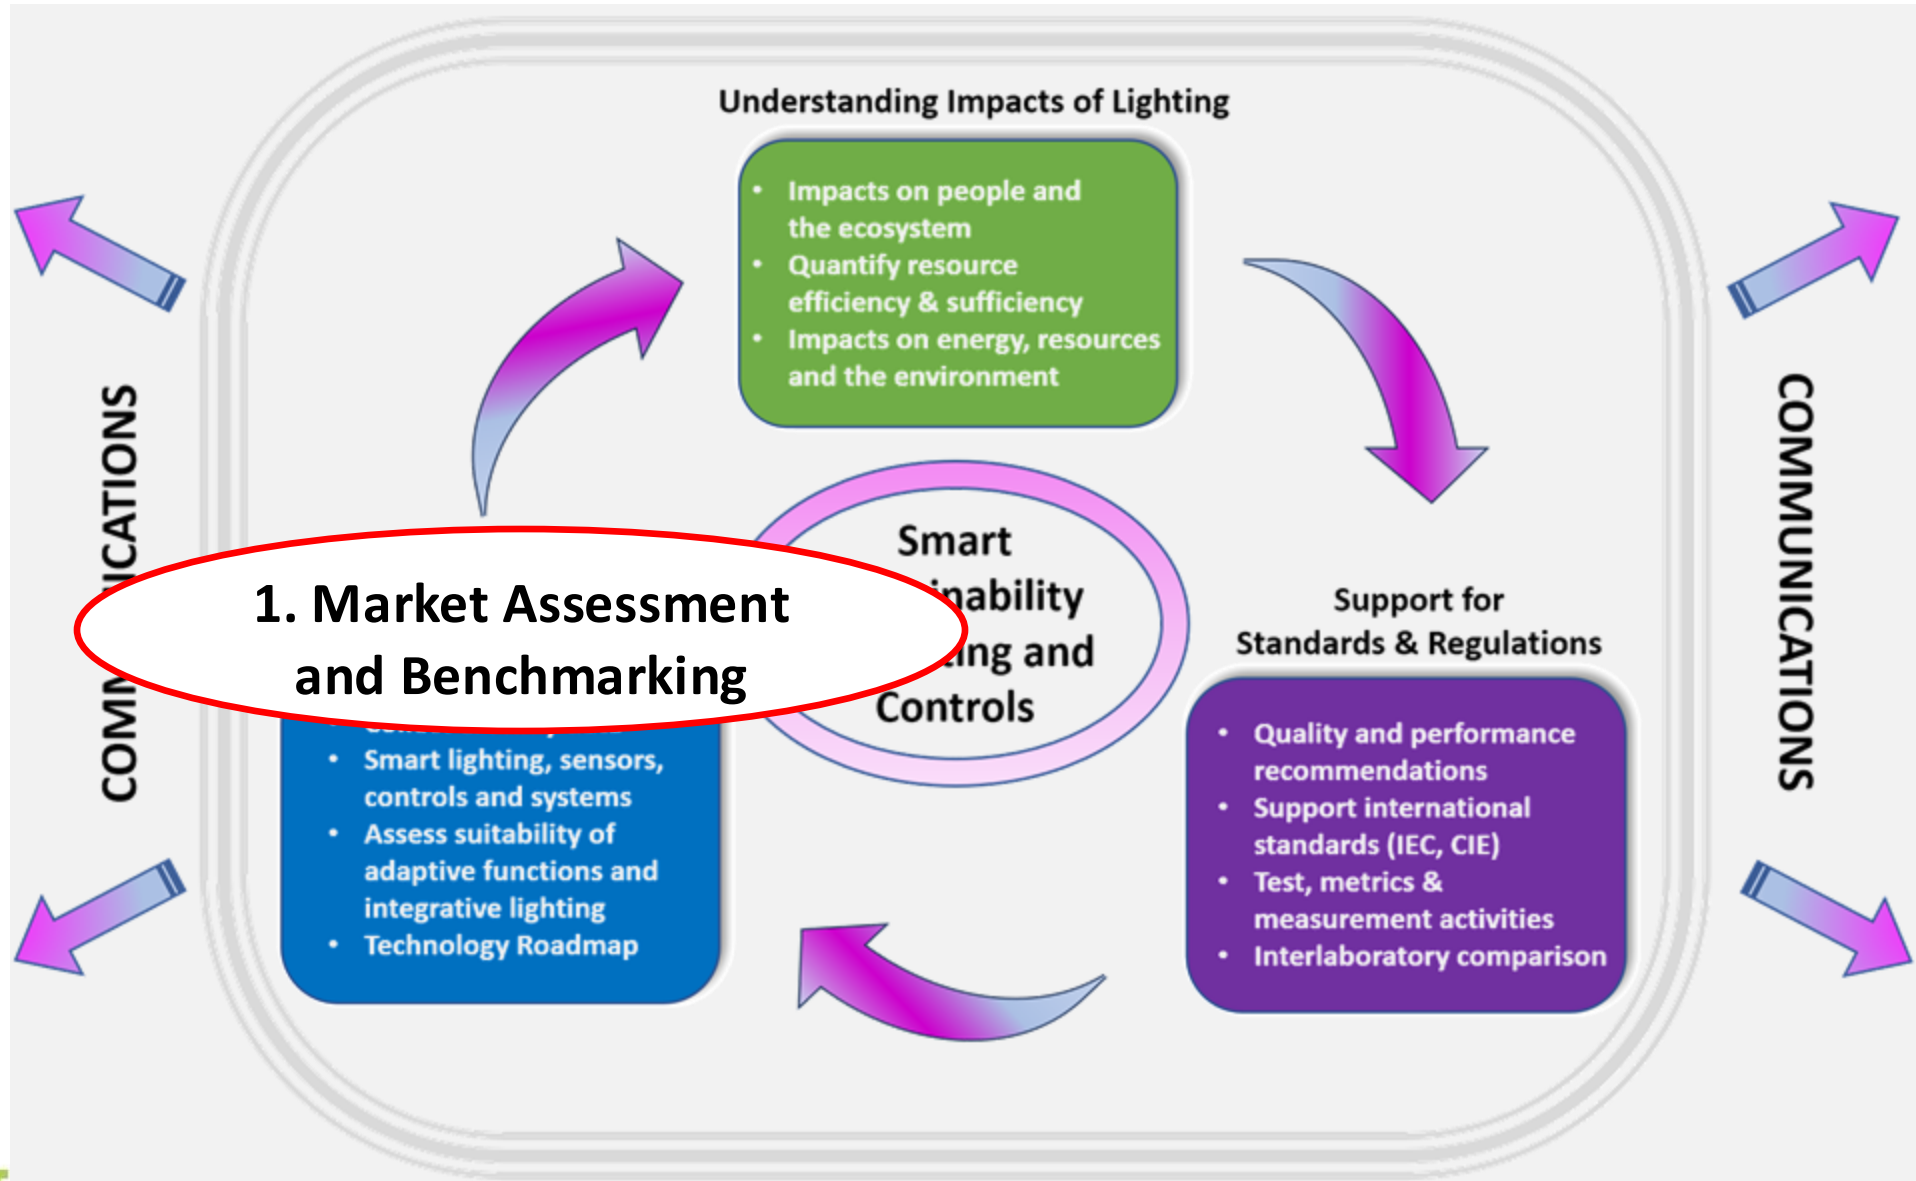 Understanding Impacts of Lighting
• Impacts on people and
the ecosystem
• Quantify resource
efficiency & sufficiency
• Impacts on energy, resources
and the environment
COMMUNICATIONS
Smart
Controls
and
1. Market Assessment
and Benchmarking
• Smart lighting, sensors,
controls and systems
• Assess suitability of
adaptive functions and
integrative lighting
• Technology Roadmap
Support for
Standards & Regulations
• Quality and performance
recommendations
• Support international
standards (IEC, CIE)
• Test, metrics &
measurement activities
• Interlaboratory comparison